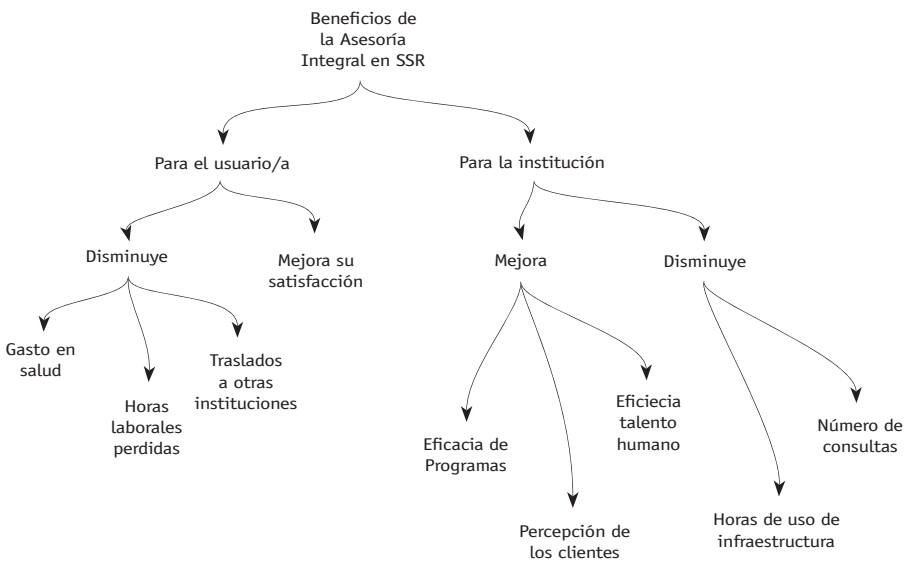 Beneficios de
la Asesoría
Integral en SSR
Para el usuario/a
Para la institución
Disminuye
Mejora su
satisfacción
Mejora
Disminuye
Gasto en
salud
Horas
laborales
perdidas
Traslados
a otras
instituciones
Eficacia de
Programas
Percepción de
los clientes
Eficiecia
talento
humano
Horas de uso de
infraestructura
Número de
consultas